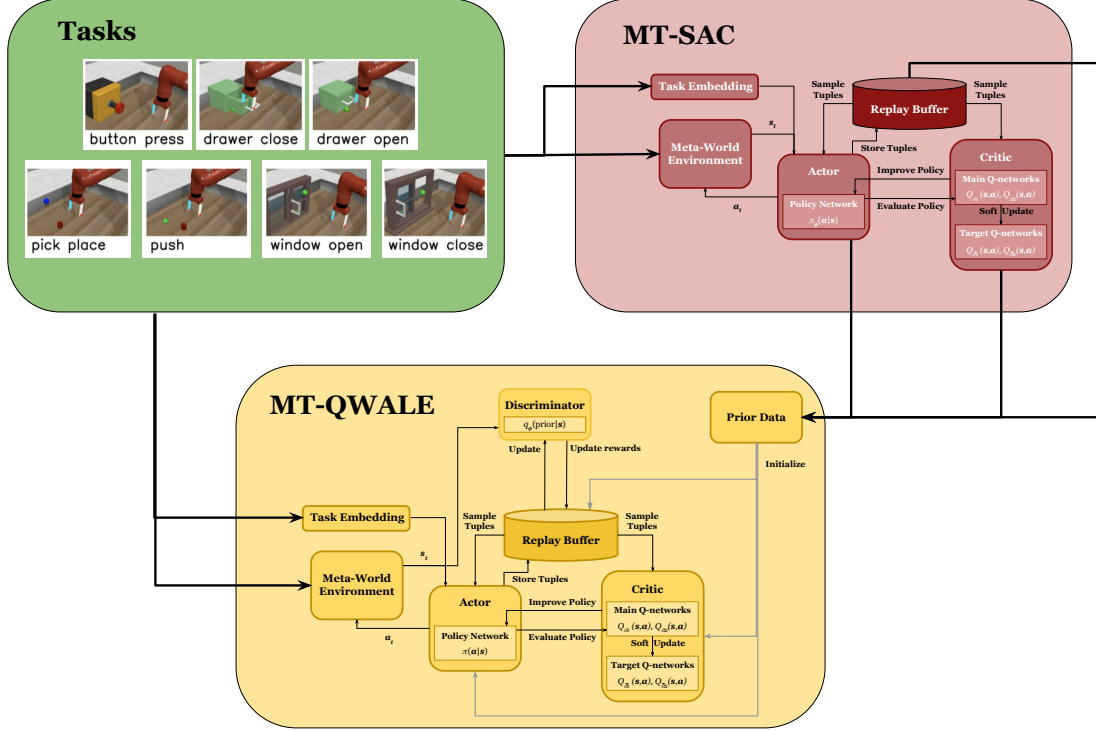 Tasks
button press
drawer close
drawer open
pick place
push
window open
window close
MT-SAC
Task Embedding
Meta-World
Environment
s_t
a_t
Sample
Tuples
Replay Buffer
Sample
Tuples
Store Tuples
Actor
Policy Network
π_φ(a|s)
Improve Policy
Evaluate Policy
Critic
Main Q-networks
Q_θ1(s,a), Q_θ2(s,a)
Soft Update
Target Q-networks
Q_θ̄1(s,a), Q_θ̄2(s,a)
MT-QWALE
Discriminator
q_φ(prior|s)
Update
Update rewards
Prior Data
Initialize
Task Embedding
Meta-World
Environment
s_t
a_t
Sample
Tuples
Replay Buffer
Sample
Tuples
Store Tuples
Actor
Policy Network
π(a|s)
Improve Policy
Evaluate Policy
Critic
Main Q-networks
Q_θ1(s,a), Q_θ2(s,a)
Soft Update
Target Q-networks
Q_θ̄1(s,a), Q_θ̄2(s,a)